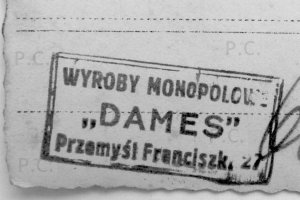 P.C.
P.C.
WYROBY MONOPOLOWE
„DAMES”
Przemyśl Franciszk. 27
P.C.
P.C.